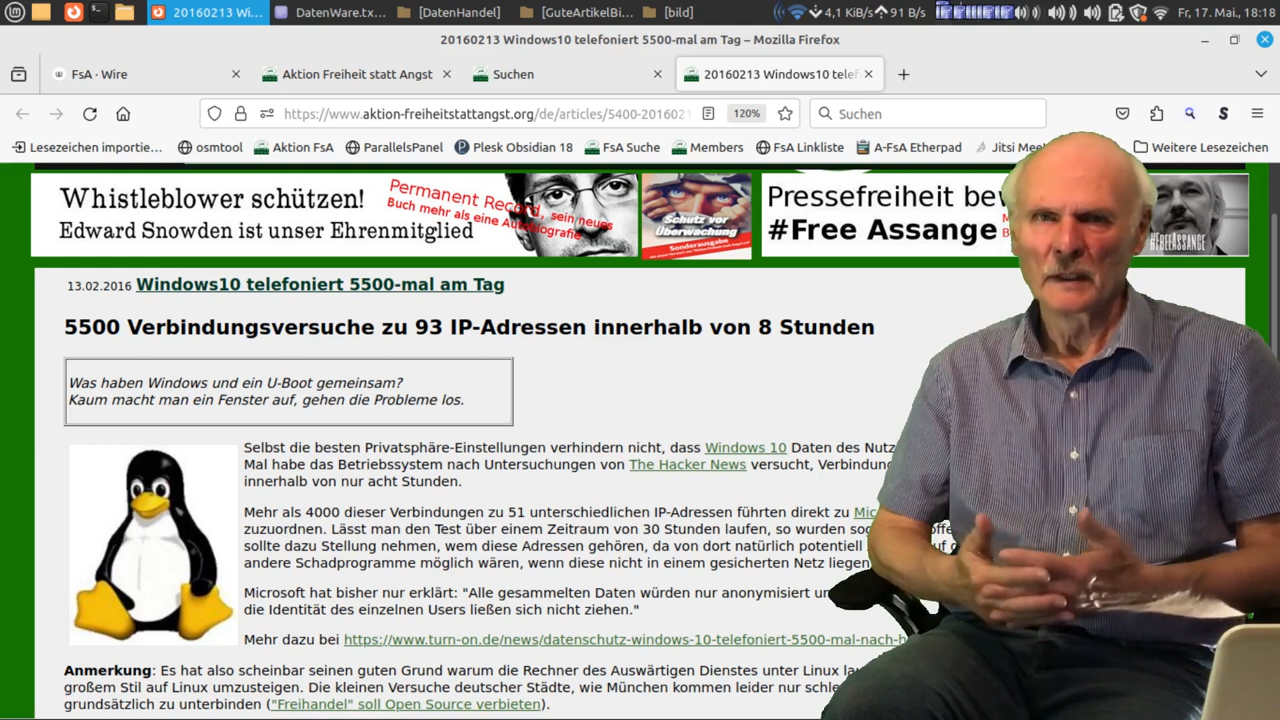 20160213 Wi...
DatenWare.tx...
[DatenHandel]
[GuteArtikelBi...
[bild]
4,1 KiB/s 91 B/s
Fr, 17. Mai., 18:18
20160213 Windows10 telefoniert 5500-mal am Tag – Mozilla Firefox
FsA · Wire
Aktion Freiheit statt Angst
Suchen
20160213 Windows10 telef
https://www.aktion-freiheitstattangst.org/de/articles/5400-2016021
120%
Suchen
Lesezeichen importie...
osmtool
Aktion FsA
ParallelsPanel
Plesk Obsidian 18
FsA Suche
Members
FsA Linkliste
A-FsA Etherpad
Jitsi Mee
Weitere Lesezeichen
Whistleblower schützen!
Edward Snowden ist unser Ehrenmitglied
Permanent Record, sein neues
Buch mehr als eine Autobiografie
Schutz vor
Überwachung
Sonderausgabe
Pressefreiheit be
#Free Assange
#FREEASSANGE
13.02.2016 Windows10 telefoniert 5500-mal am Tag
5500 Verbindungsversuche zu 93 IP-Adressen innerhalb von 8 Stunden
Was haben Windows und ein U-Boot gemeinsam?
Kaum macht man ein Fenster auf, gehen die Probleme los.
Selbst die besten Privatsphäre-Einstellungen verhindern nicht, dass Windows 10 Daten des Nutz
Mal habe das Betriebssystem nach Untersuchungen von The Hacker News versucht, Verbindung
innerhalb von nur acht Stunden.
Mehr als 4000 dieser Verbindungen zu 51 unterschiedlichen IP-Adressen führten direkt zu Mic
zuzuordnen. Lässt man den Test über einem Zeitraum von 30 Stunden laufen, so wurden sog
sollte dazu Stellung nehmen, wem diese Adressen gehören, da von dort natürlich potentiell
andere Schadprogramme möglich wären, wenn diese nicht in einem gesicherten Netz liegen
Microsoft hat bisher nur erklärt: "Alle gesammelten Daten würden nur anonymisiert un
die Identität des einzelnen Users ließen sich nicht ziehen."
Mehr dazu bei https://www.turn-on.de/news/datenschutz-windows-10-telefoniert-5500-mal-nach-h
Anmerkung: Es hat also scheinbar seinen guten Grund warum die Rechner des Auswärtigen Dienstes unter Linux lau
großem Stil auf Linux umzusteigen. Die kleinen Versuche deutscher Städte, wie München kommen leider nur schle
grundsätzlich zu unterbinden ("Freihandel" soll Open Source verbieten).